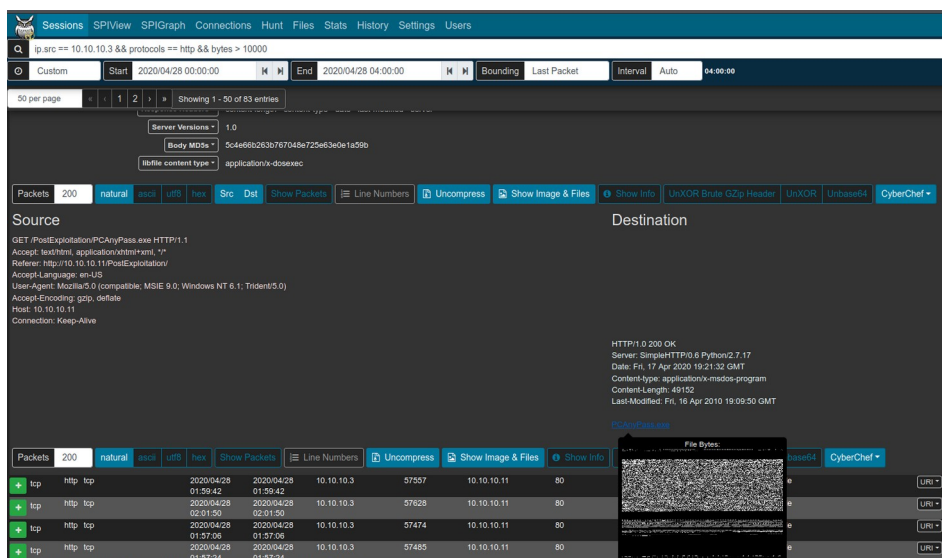 Sessions SPIView SPIGraph Connections Hunt Files Stats History Settings Users
ip.src == 10.10.10.3 && protocols == http && bytes > 10000
Custom Start 2020/04/28 00:00:00 End 2020/04/28 04:00:00 Bounding Last Packet Interval Auto 04:00:00
50 per page « ‹ 1 2 › » Showing 1 - 50 of 83 entries
Server Versions 1.0
Body MD5s 5c4e66b263b767048e725e63e0e1a59b
libfile content type application/x-dosexec
Packets 200 natural ascii utf8 hex Src Dst Show Packets Line Numbers Uncompress Show Image & Files Show Info UnXOR Brute GZip Header UnXOR Unbase64 CyberChef
Source Destination
GET /PostExploitation/PCAnyPass.exe HTTP/1.1
Accept: text/html, application/xhtml+xml, */*
Referer: http://10.10.10.11/PostExploitation/
Accept-Language: en-US
User-Agent: Mozilla/5.0 (compatible; MSIE 9.0; Windows NT 6.1; Trident/5.0)
Accept-Encoding: gzip, deflate
Host: 10.10.10.11
Connection: Keep-Alive
HTTP/1.0 200 OK
Server: SimpleHTTP/0.6 Python/2.7.17
Date: Fri, 17 Apr 2020 19:21:32 GMT
Content-type: application/x-msdos-program
Content-Length: 49152
Last-Modified: Fri, 16 Apr 2010 19:09:50 GMT
PCAnyPass.exe
File Bytes:
Packets 200 natural ascii utf8 hex Show Packets Line Numbers Uncompress Show Image & Files Show Info base64 CyberChef
tcp http tcp 2020/04/28 2020/04/28 10.10.10.3 57557 10.10.10.11 80 e URI
01:59:42 01:59:42
tcp http tcp 2020/04/28 2020/04/28 10.10.10.3 57628 10.10.10.11 80 e URI
02:01:50 02:01:50
tcp http tcp 2020/04/28 2020/04/28 10.10.10.3 57474 10.10.10.11 80 e URI
01:57:06 01:57:06
tcp http tcp 2020/04/28 2020/04/28 10.10.10.3 57485 10.10.10.11 80 URI